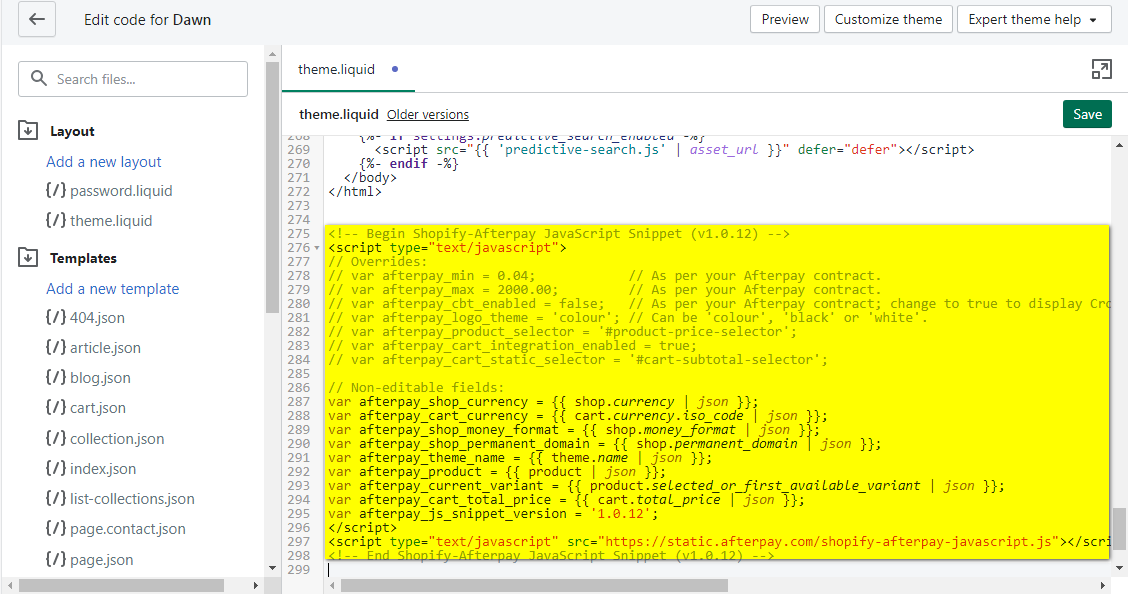 Edit code for Dawn
Preview
Customize theme
Expert theme help
Search files...
Layout
Add a new layout
{/} password.liquid
{/} theme.liquid
Templates
Add a new template
{/} 404.json
{/} article.json
{/} blog.json
{/} cart.json
{/} collection.json
{/} index.json
{/} list-collections.json
{/} page.contact.json
{/} page.json
theme.liquid
theme.liquid Older versions
Save
268 {%- if settings.predictive_search_enabled -%}
269 <script src="{{ 'predictive-search.js' | asset_url }}" defer="defer"></script>
270 {%- endif -%}
271 </body>
272 </html>
273
274
275 <!-- Begin Shopify-Afterpay JavaScript Snippet (v1.0.12) -->
276 <script type="text/javascript">
277 // Overrides:
278 // var afterpay_min = 0.04; // As per your Afterpay contract.
279 // var afterpay_max = 2000.00; // As per your Afterpay contract.
280 // var afterpay_cbt_enabled = false; // As per your Afterpay contract; change to true to display Cro
281 // var afterpay_logo_theme = 'colour'; // Can be 'colour', 'black' or 'white'.
282 // var afterpay_product_selector = '#product-price-selector';
283 // var afterpay_cart_integration_enabled = true;
284 // var afterpay_cart_static_selector = '#cart-subtotal-selector';
285
286 // Non-editable fields:
287 var afterpay_shop_currency = {{ shop.currency | json }};
288 var afterpay_cart_currency = {{ cart.currency.iso_code | json }};
289 var afterpay_shop_money_format = {{ shop.money_format | json }};
290 var afterpay_shop_permanent_domain = {{ shop.permanent_domain | json }};
291 var afterpay_theme_name = {{ theme.name | json }};
292 var afterpay_product = {{ product | json }};
293 var afterpay_current_variant = {{ product.selected_or_first_available_variant | json }};
294 var afterpay_cart_total_price = {{ cart.total_price | json }};
295 var afterpay_js_snippet_version = '1.0.12';
296 </script>
297 <script type="text/javascript" src="https://static.afterpay.com/shopify-afterpay-javascript.js"></scri
298 <!-- End Shopify-Afterpay JavaScript Snippet (v1.0.12) -->
299